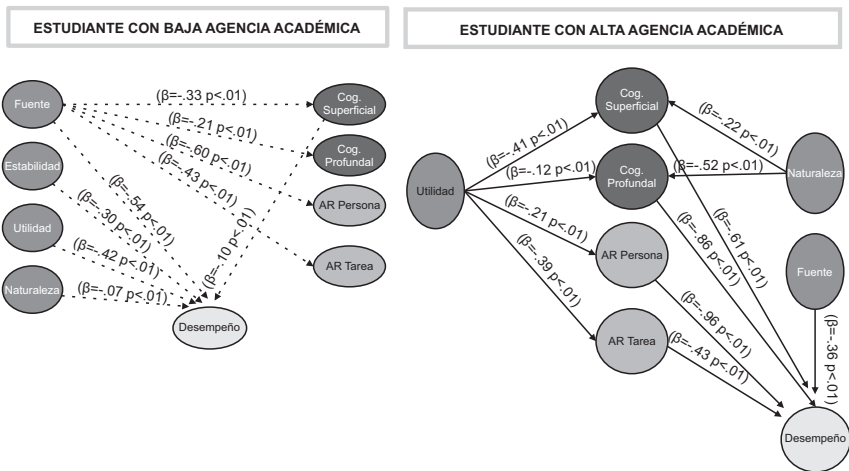 ESTUDIANTE CON BAJA AGENCIA ACADÉMICA
Fuente
Estabilidad
Utilidad
Naturaleza
(β=-.33 p<.01)
(β=-.21 p<.01)
(β=-.60 p<.01)
(β=-.43 p<.01)
(β=-.54 p<.01)
(β=-.30 p<.01)
(β=-.42 p<.01)
(β=-.07 p<.01)
(β=-.10 p<.01)
Cog.
Superficial
Cog.
Profundal
AR Persona
AR Tarea
Desempeño
ESTUDIANTE CON ALTA AGENCIA ACADÉMICA
Utilidad
(β=-.41 p<.01)
(β=-.12 p<.01)
(β=-.21 p<.01)
(β=-.39 p<.01)
Cog.
Superficial
Cog.
Profundal
AR Persona
AR Tarea
(β=-.22 p<.01)
(β=-.52 p<.01)
Naturaleza
(β=-.61 p<.01)
(β=-.86 p<.01)
(β=-.96 p<.01)
(β=-.43 p<.01)
Fuente
(β=-.36 p<.01)
Desempeño